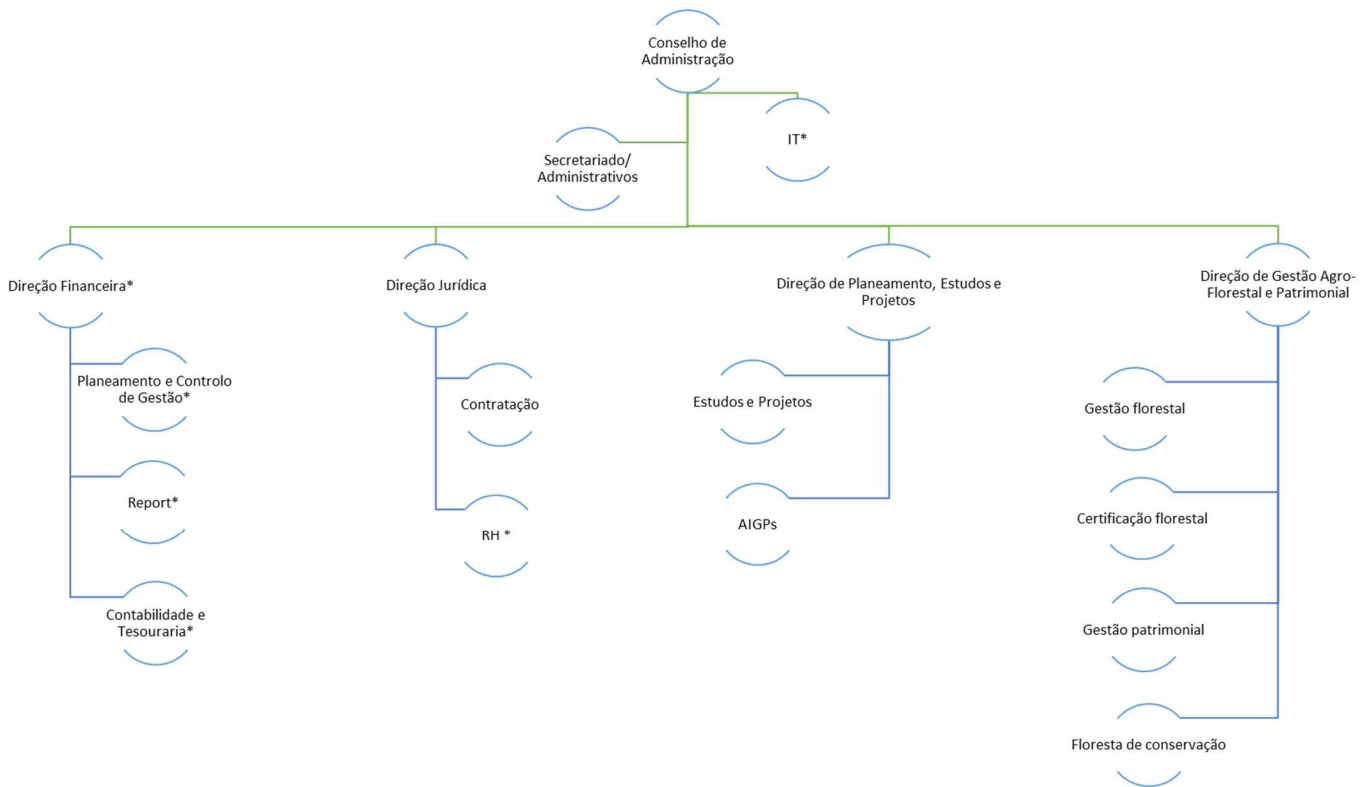 Conselho de
Administração
IT*
Secretariado/
Administrativos
Direção Financeira*
Planeamento e Controlo
de Gestão*
Report*
Contabilidade e
Tesouraria*
Direção Jurídica
Contratação
RH *
Direção de Planeamento, Estudos e
Projetos
Estudos e Projetos
AIGPs
Direção de Gestão Agro-
Florestal e Patrimonial
Gestão florestal
Certificação florestal
Gestão patrimonial
Floresta de conservação